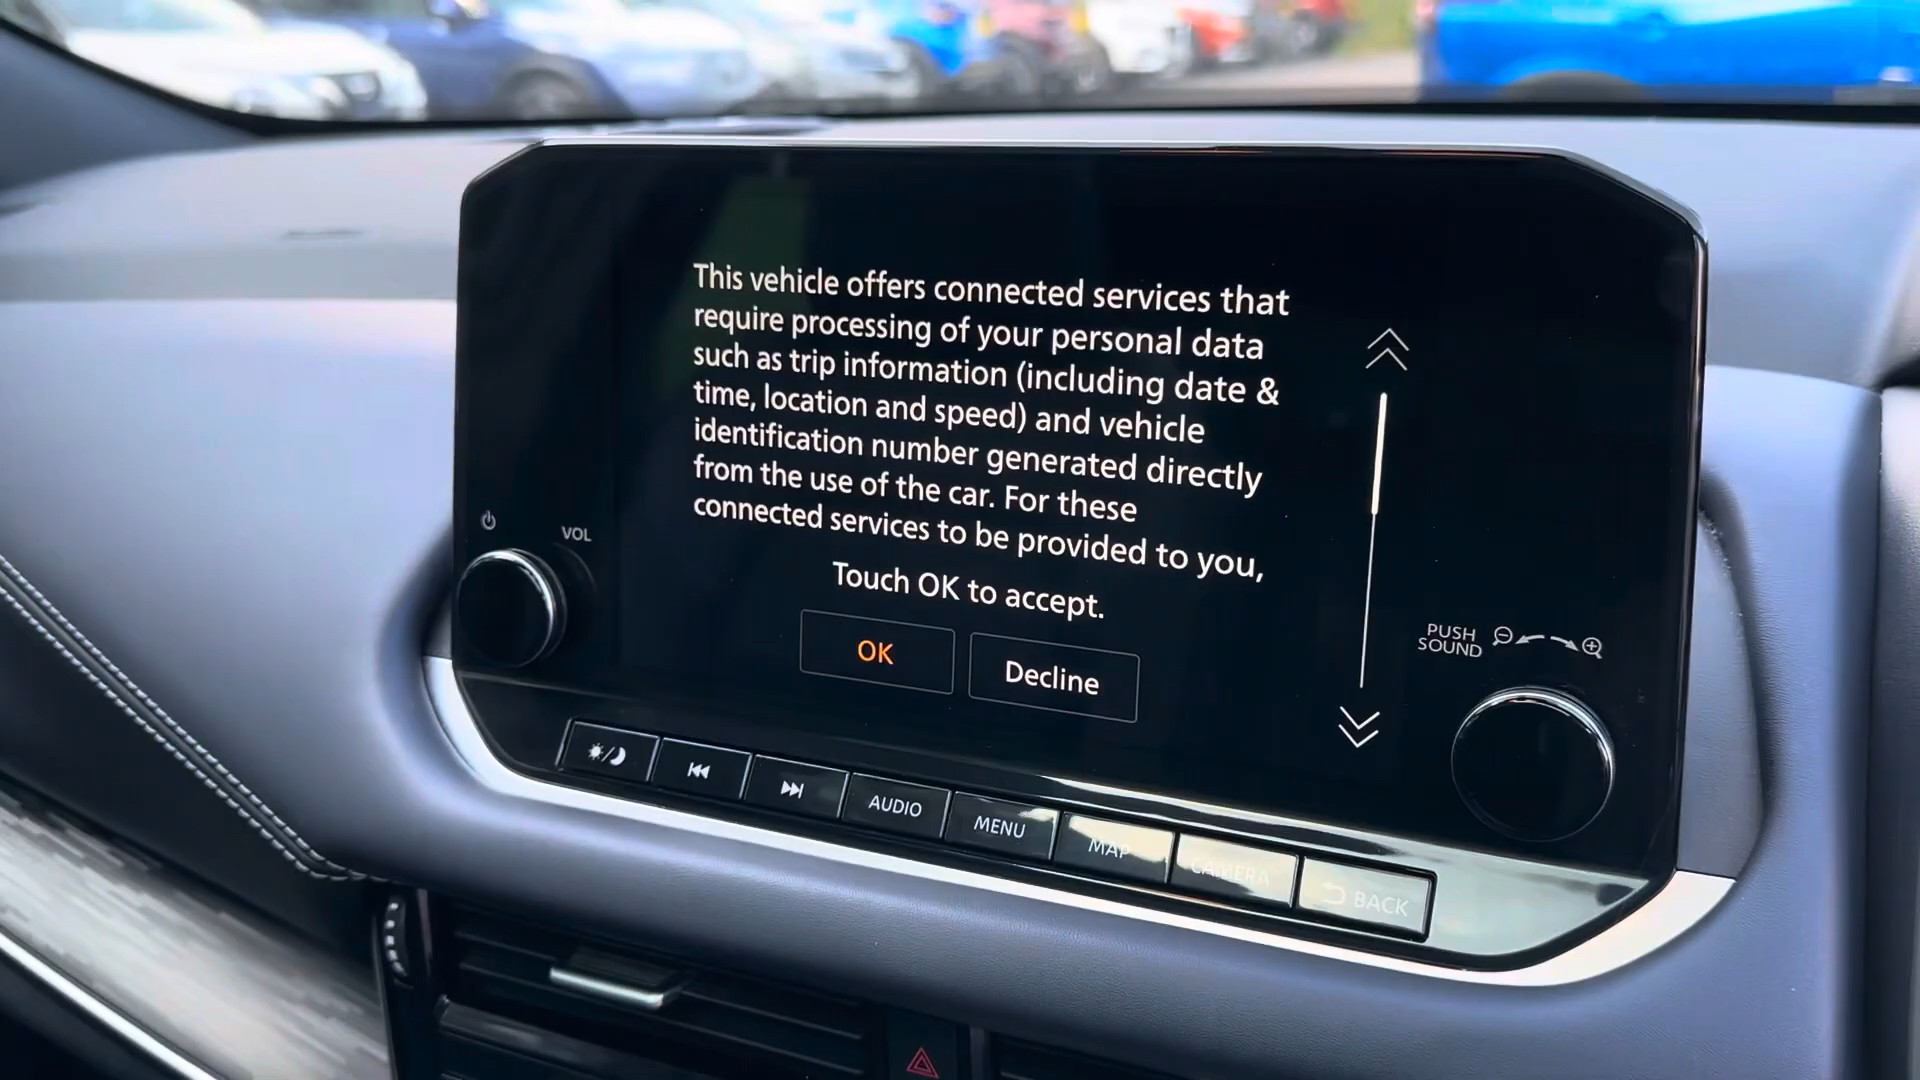 This vehicle offers connected services that
require processing of your personal data
such as trip information (including date &
time, location and speed) and vehicle
identification number generated directly
from the use of the car. For these
connected services to be provided to you,
Touch OK to accept.
OK
Decline
VOL
PUSH
SOUND
AUDIO
MENU
MAP
CAMERA
BACK